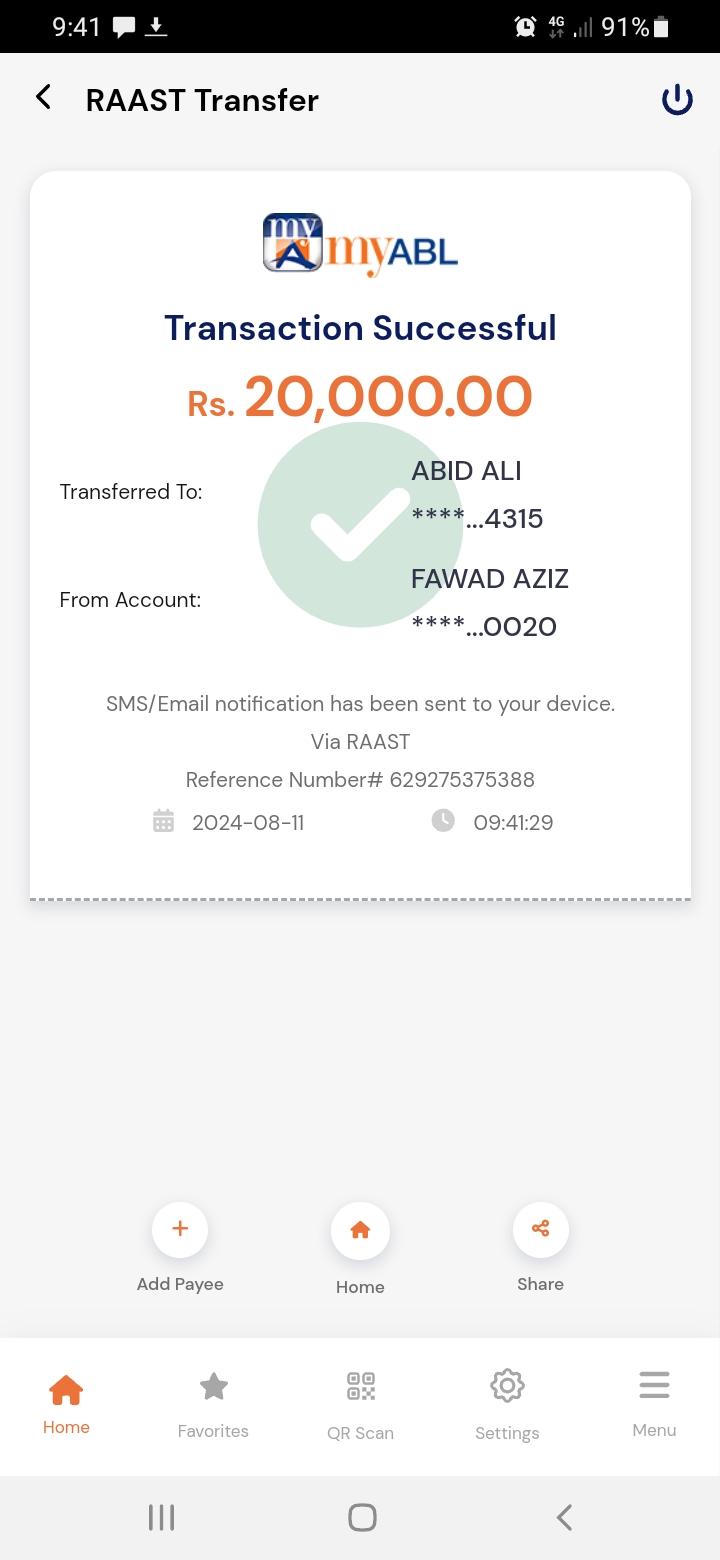 9:41
4G
91%
RAAST Transfer
my
myABL
Transaction Successful
Rs. 20,000.00
Transferred To:
ABID ALI
****...4315
From Account:
FAWAD AZIZ
****...0020
SMS/Email notification has been sent to your device.
Via RAAST
Reference Number# 629275375388
2024-08-11
09:41:29
Add Payee
Home
Share
Home
Favorites
QR Scan
Settings
Menu